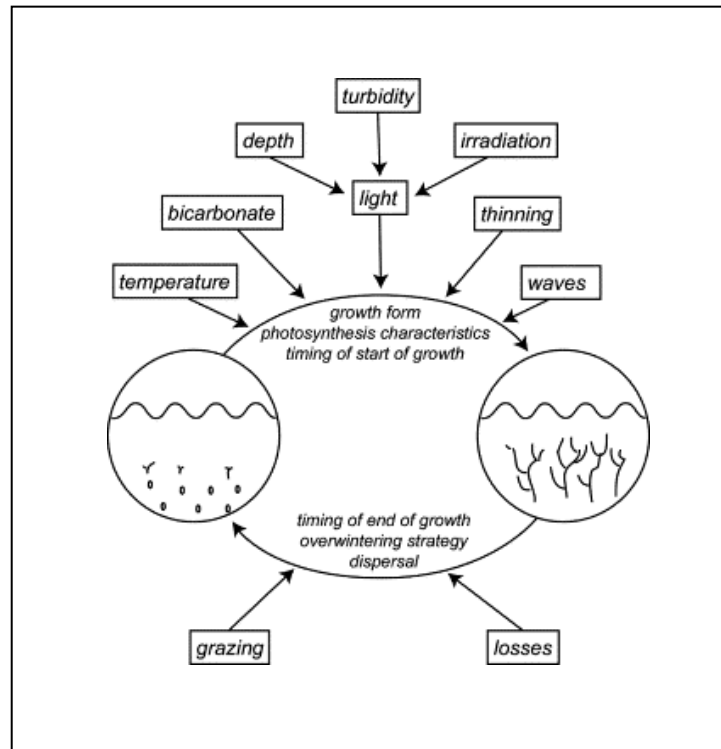 turbidity
depth
irradiation
light
bicarbonate
thinning
temperature
waves
growth form
photosynthesis characteristics
timing of start of growth
timing of end of growth
overwintering strategy
dispersal
grazing
losses